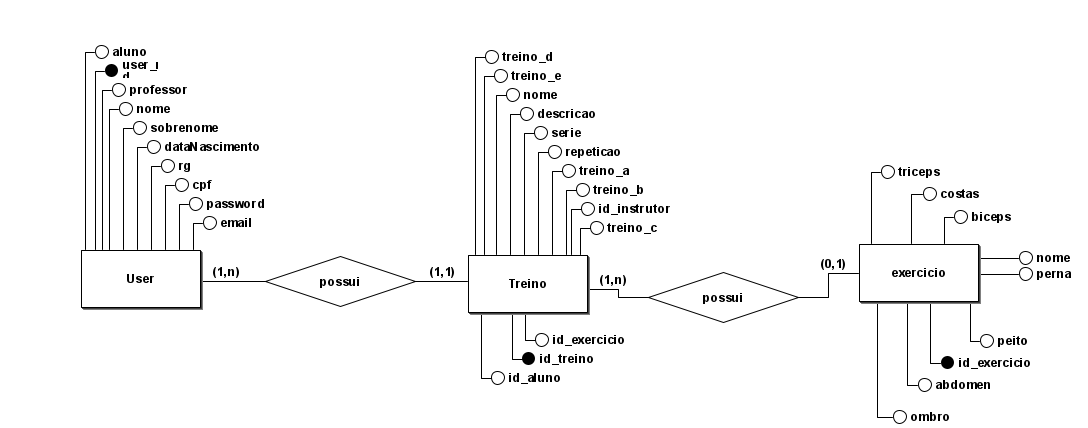 aluno
user_i
d
professor
nome
sobrenome
dataNascimento
rg
cpf
password
email
User
(1,n)
possui
(1,1)
treino_d
treino_e
nome
descricao
serie
repeticao
treino_a
treino_b
id_instrutor
treino_c
Treino
id_exercicio
id_treino
id_aluno
(1,n)
possui
(0,1)
triceps
costas
biceps
exercicio
nome
perna
peito
id_exercicio
abdomen
ombro